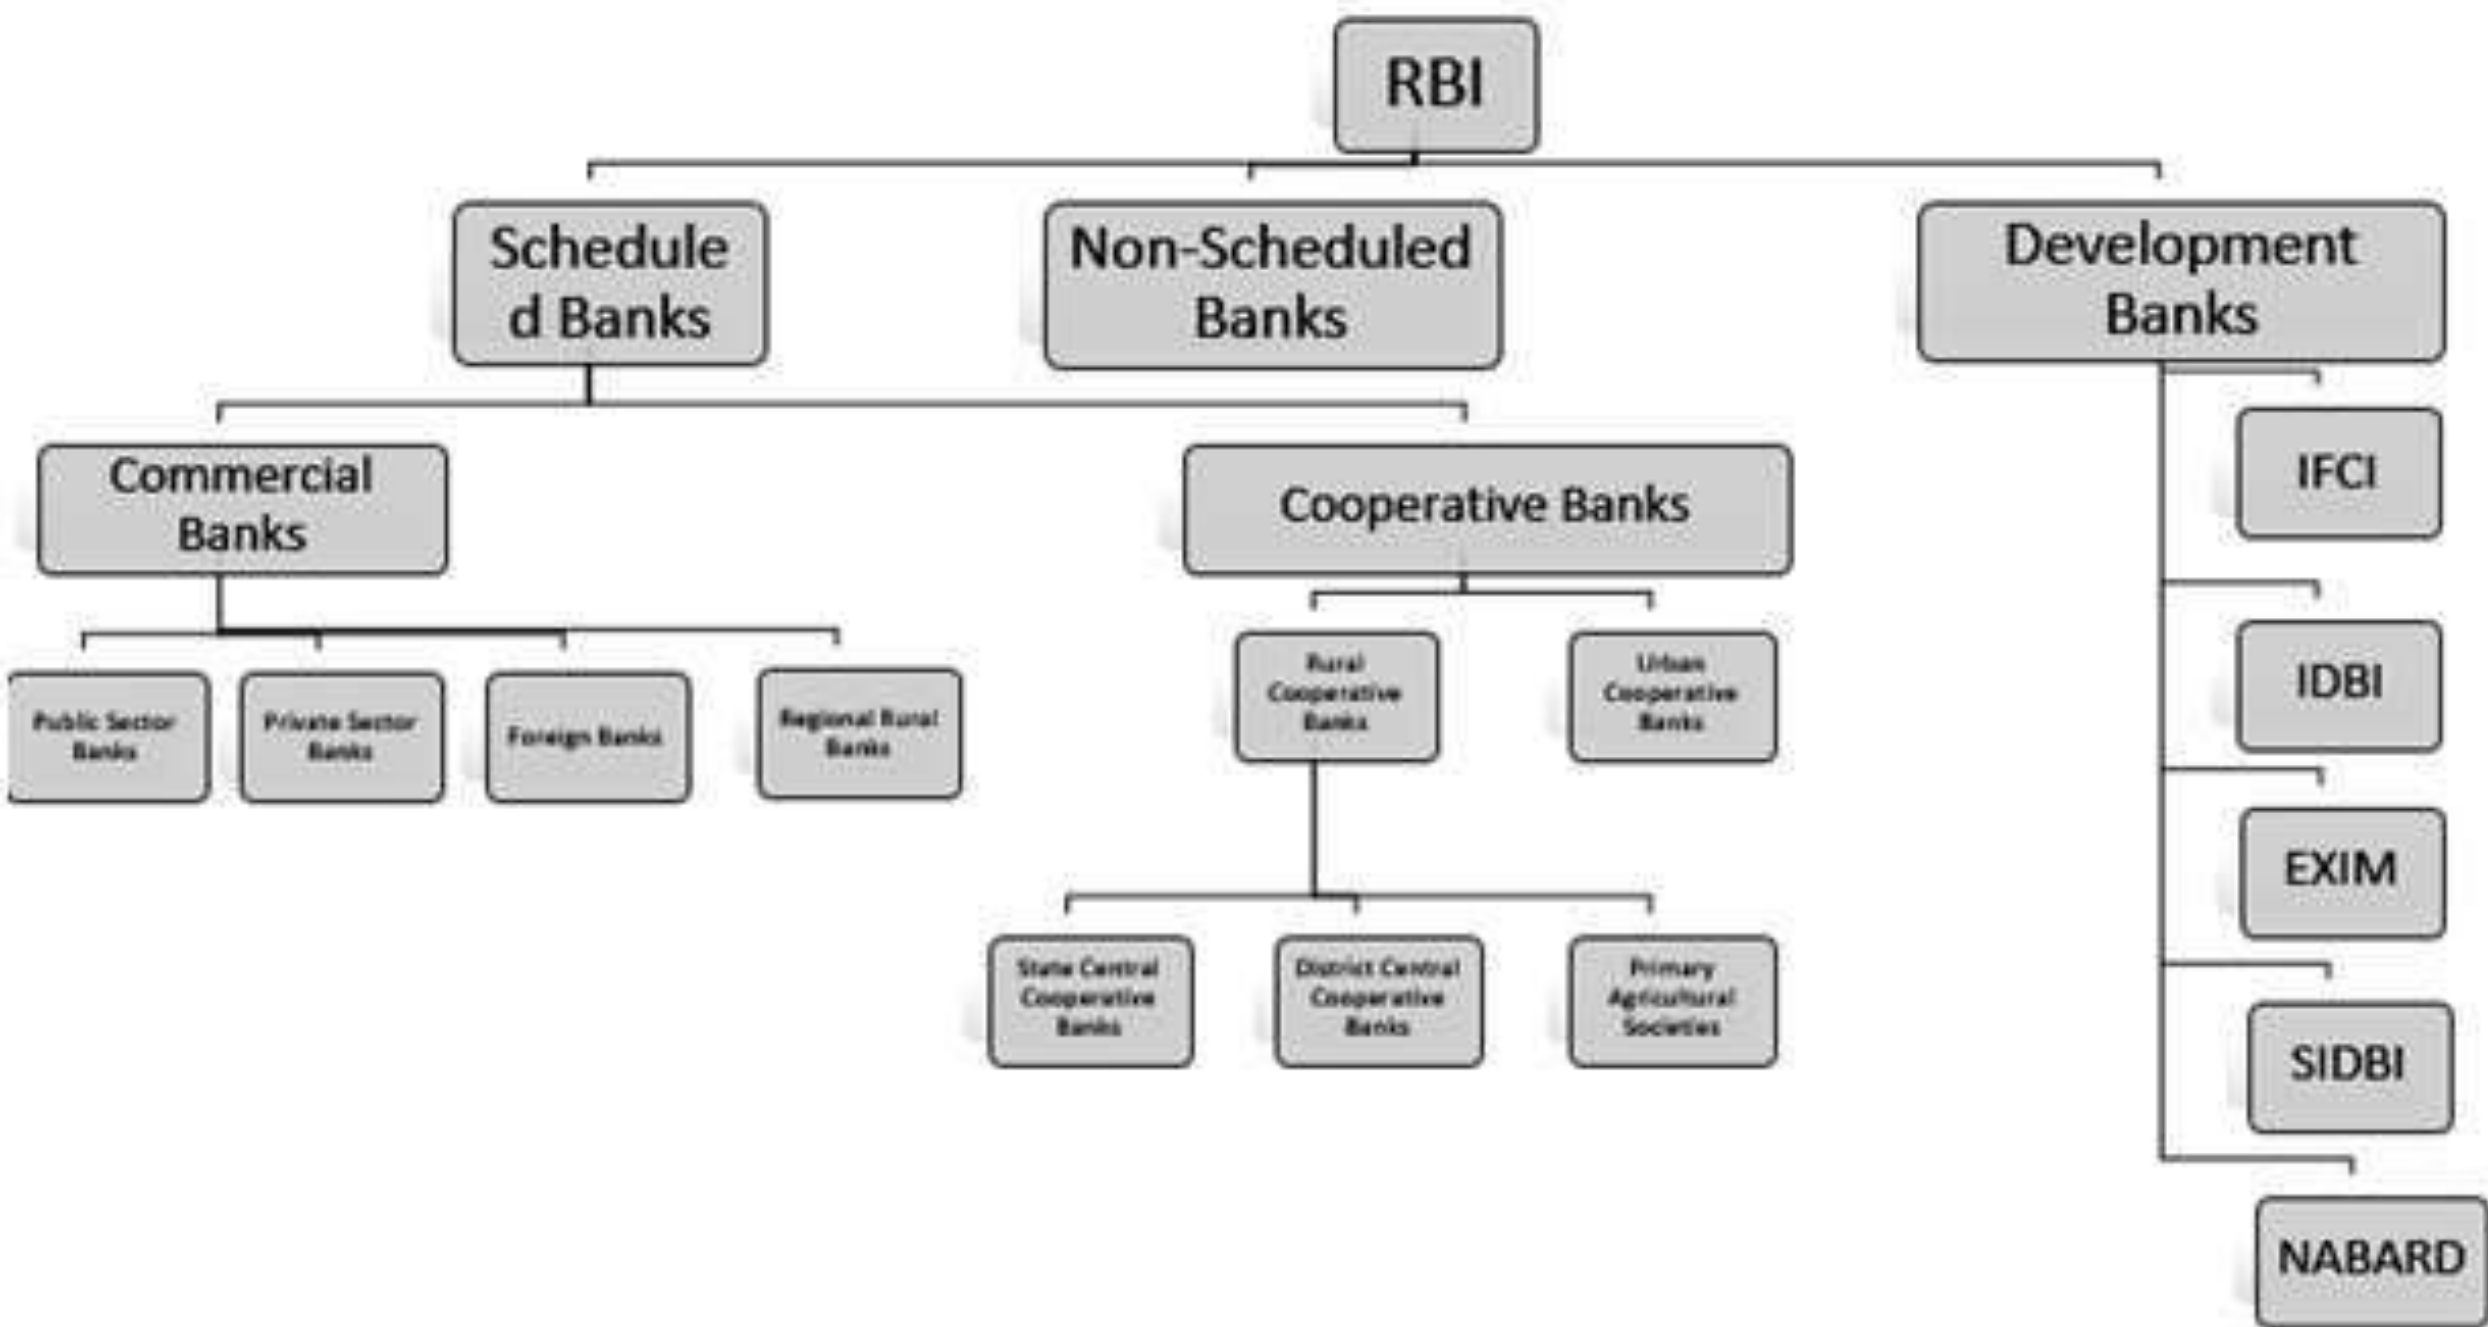 RBI
Schedule
d Banks
Non-Scheduled
Banks
Development
Banks
Commercial
Banks
Cooperative Banks
IFCI
Public Sector
Banks
Private Sector
Banks
Foreign Banks
Regional Rural
Banks
Rural
Cooperative
Banks
Urban
Cooperative
Banks
IDBI
EXIM
State Central
Cooperative
Banks
District Central
Cooperative
Banks
Primary
Agricultural
Societies
SIDBI
NABARD